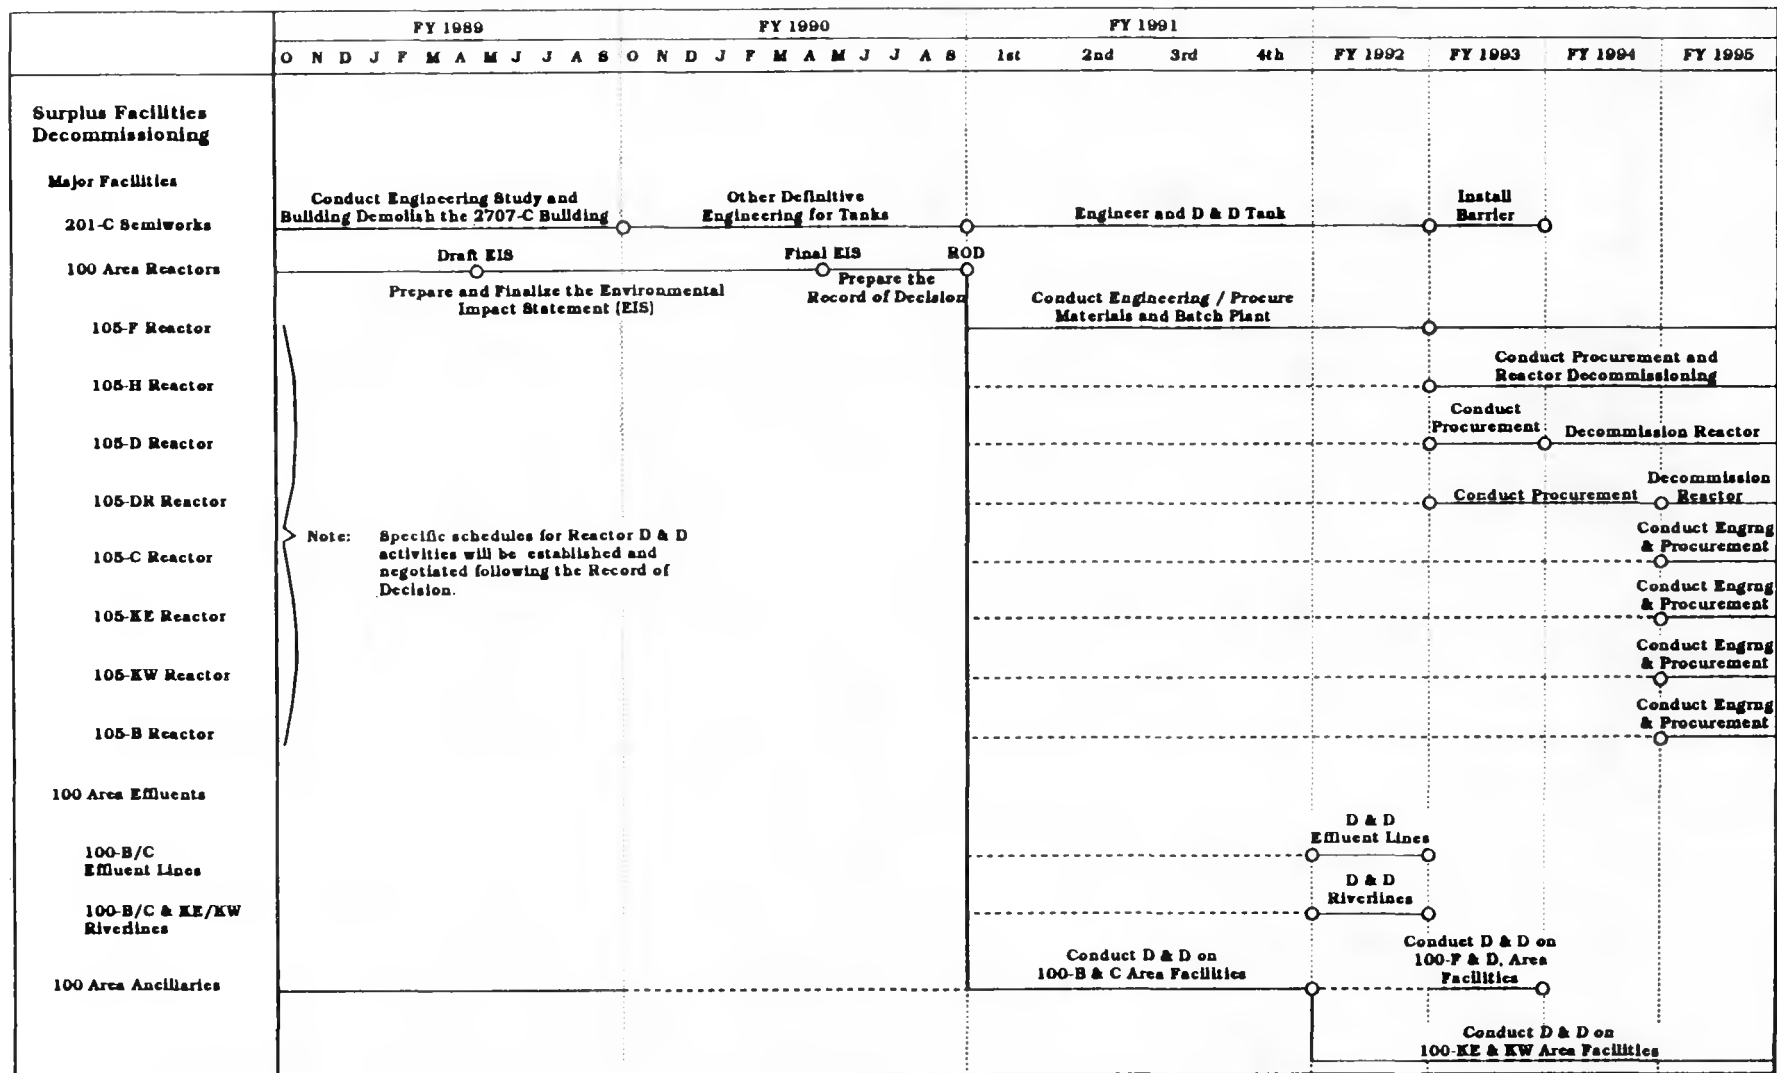 FY 1989 FY 1990 FY 1991
O N D J F M A M J J A S O N D J F M A M J J A S 1st 2nd 3rd 4th FY 1992 FY 1993 FY 1994 FY 1995
Surplus Facilities
Decommissioning
Major Facilities
201-C Semiworks
Conduct Engineering Study and
Building Demolish the 2707-C Building
Other Definitive
Engineering for Tanks
Engineer and D & D Tank
Install
Barrier
100 Area Reactors
Draft EIS
Final EIS
ROD
Prepare and Finalize the Environmental
Impact Statement (EIS)
Prepare the
Record of Decision
105-F Reactor
Conduct Engineering / Procure
Materials and Batch Plant
105-H Reactor
Conduct Procurement and
Reactor Decommissioning
105-D Reactor
Conduct
Procurement
Decommission Reactor
105-DR Reactor
Conduct Procurement
Decommission
Reactor
Note: Specific schedules for Reactor D & D
activities will be established and
negotiated following the Record of
Decision.
105-C Reactor
Conduct Engrng
& Procurement
105-KE Reactor
Conduct Engrng
& Procurement
105-KW Reactor
Conduct Engrng
& Procurement
105-B Reactor
Conduct Engrng
& Procurement
100 Area Effluents
100-B/C
Effluent Lines
D & D
Effluent Lines
100-B/C & KE/KW
Riverlines
D & D
Riverlines
100 Area Ancillaries
Conduct D & D on
100-B & C Area Facilities
Conduct D & D on
100-F & D, Area
Facilities
Conduct D & D on
100-KE & KW Area Facilities